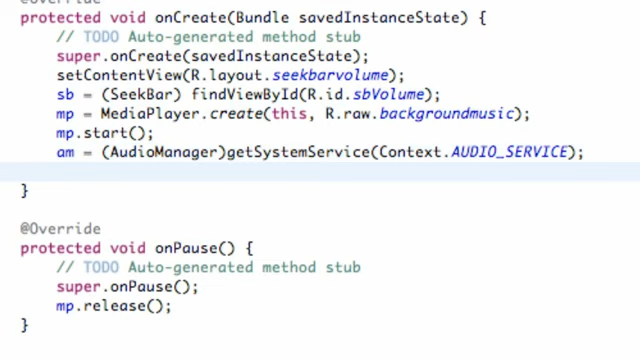 @Override
protected void onCreate(Bundle savedInstanceState) {
// TODO Auto-generated method stub
super.onCreate(savedInstanceState);
setContentView(R.layout.seekbarvolume);
sb = (SeekBar) findViewById(R.id.sbVolume);
mp = MediaPlayer.create(this, R.raw.backgroundmusic);
mp.start();
am = (AudioManager)getSystemService(Context.AUDIO_SERVICE);
}
@Override
protected void onPause() {
// TODO Auto-generated method stub
super.onPause();
mp.release();
}